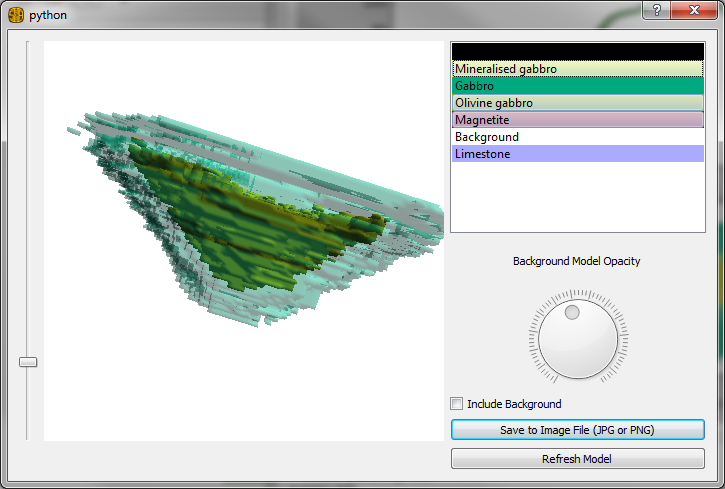 python
?
Mineralised gabbro
Gabbro
Olivine gabbro
Magnetite
Background
Limestone
Background Model Opacity
Include Background
Save to Image File (JPG or PNG)
Refresh Model